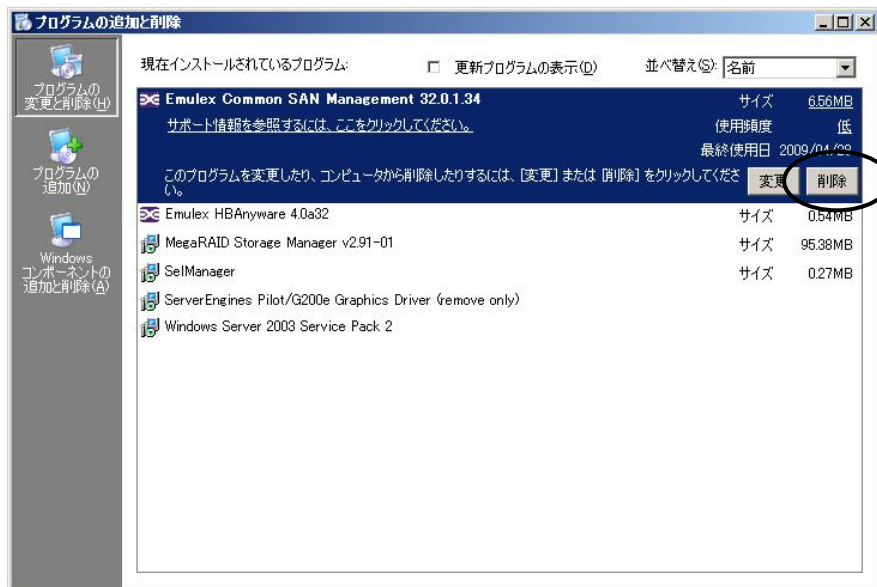 プログラムの追加と削除
現在インストールされているプログラム:
更新プログラムの表示(D)
並べ替え(S):
名前
プログラムの
変更と削除(H)
プログラムの
追加(N)
Windows
コンポーネントの
追加と削除(A)
Emulex Common SAN Management 32.0.1.34
サイズ 6.56MB
サポート情報を参照するには、ここをクリックしてください。
使用頻度 低
最終使用日 2009/04/28
このプログラムを変更したり、コンピュータから削除したりするには、[変更] または [削除] をクリックしてくださ
い。
変更
削除
Emulex HBAnyware 4.0a32
サイズ 0.54MB
MegaRAID Storage Manager v2.91-01
サイズ 95.38MB
SelManager
サイズ 0.27MB
ServerEngines Pilot/G200e Graphics Driver (remove only)
Windows Server 2003 Service Pack 2